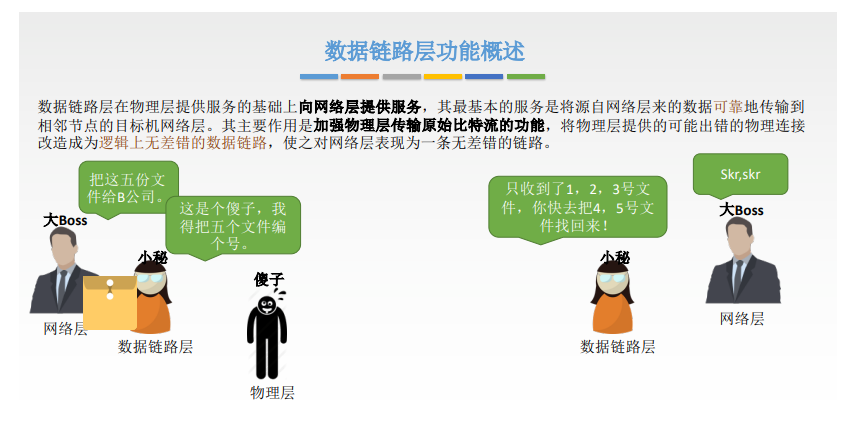 数据链路层功能概述
数据链路层在物理层提供服务的基础上向网络层提供服务，其最基本的服务是将源自网络层来的数据可靠地传输到
相邻节点的目标机网络层。其主要作用是加强物理层传输原始比特流的功能，将物理层提供的可能出错的物理连接
改造成为逻辑上无差错的数据链路，使之对网络层表现为一条无差错的链路。
把这五份文
件给B公司。
这是个傻子，我
得把五个文件编
个号。
只收到了1，2，3号文
件，你快去把4，5号文
件找回来！
Skr,skr
大Boss
小秘
傻子
小秘
大Boss
网络层
数据链路层
物理层
数据链路层
网络层